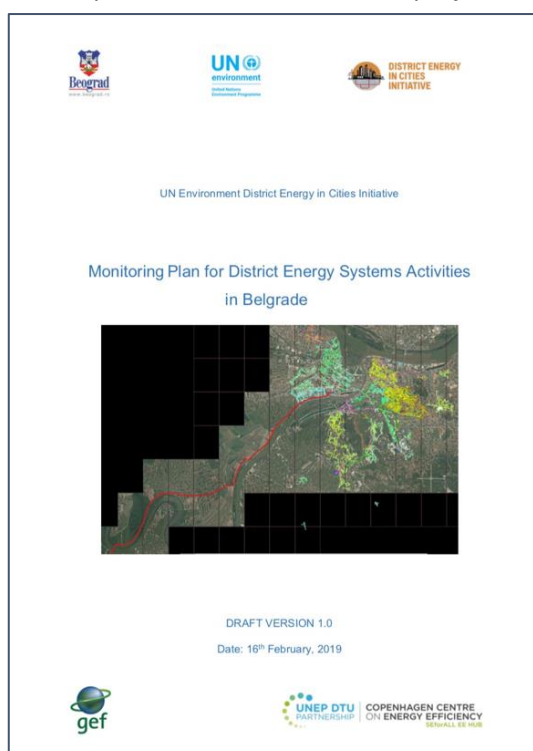 Beograd
www.beograd.rs
UN
environment
United Nations
Environment Programme
DISTRICT ENERGY
IN CITIES
INITIATIVE
UN Environment District Energy in Cities Initiative
Monitoring Plan for District Energy Systems Activities
in Belgrade
DRAFT VERSION 1.0
Date: 16th February, 2019
gef
UNEP DTU
PARTNERSHIP
COPENHAGEN CENTRE
ON ENERGY EFFICIENCY
SEforALL EE HUB